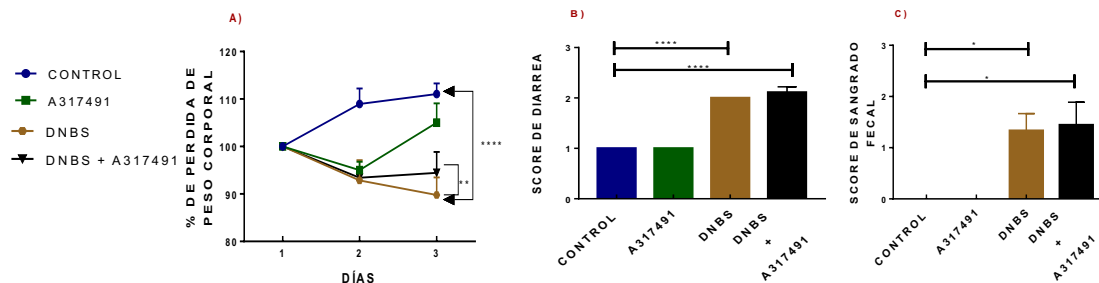 CONTROL
A317491
DNBS
DNBS + A317491
A)
% DE PERDIDA DE
PESO CORPORAL
120
110
100
90
80
1
2
3
DÍAS
****
**
B)
SCORE DE DIARREA
3
2
1
0
****
****
CONTROL
A317491
DNBS
DNBS
+
A317491
C)
SCORE DE SANGRADO
FECAL
3
2
1
0
*
*
CONTROL
A317491
DNBS
DNBS
+
A317491